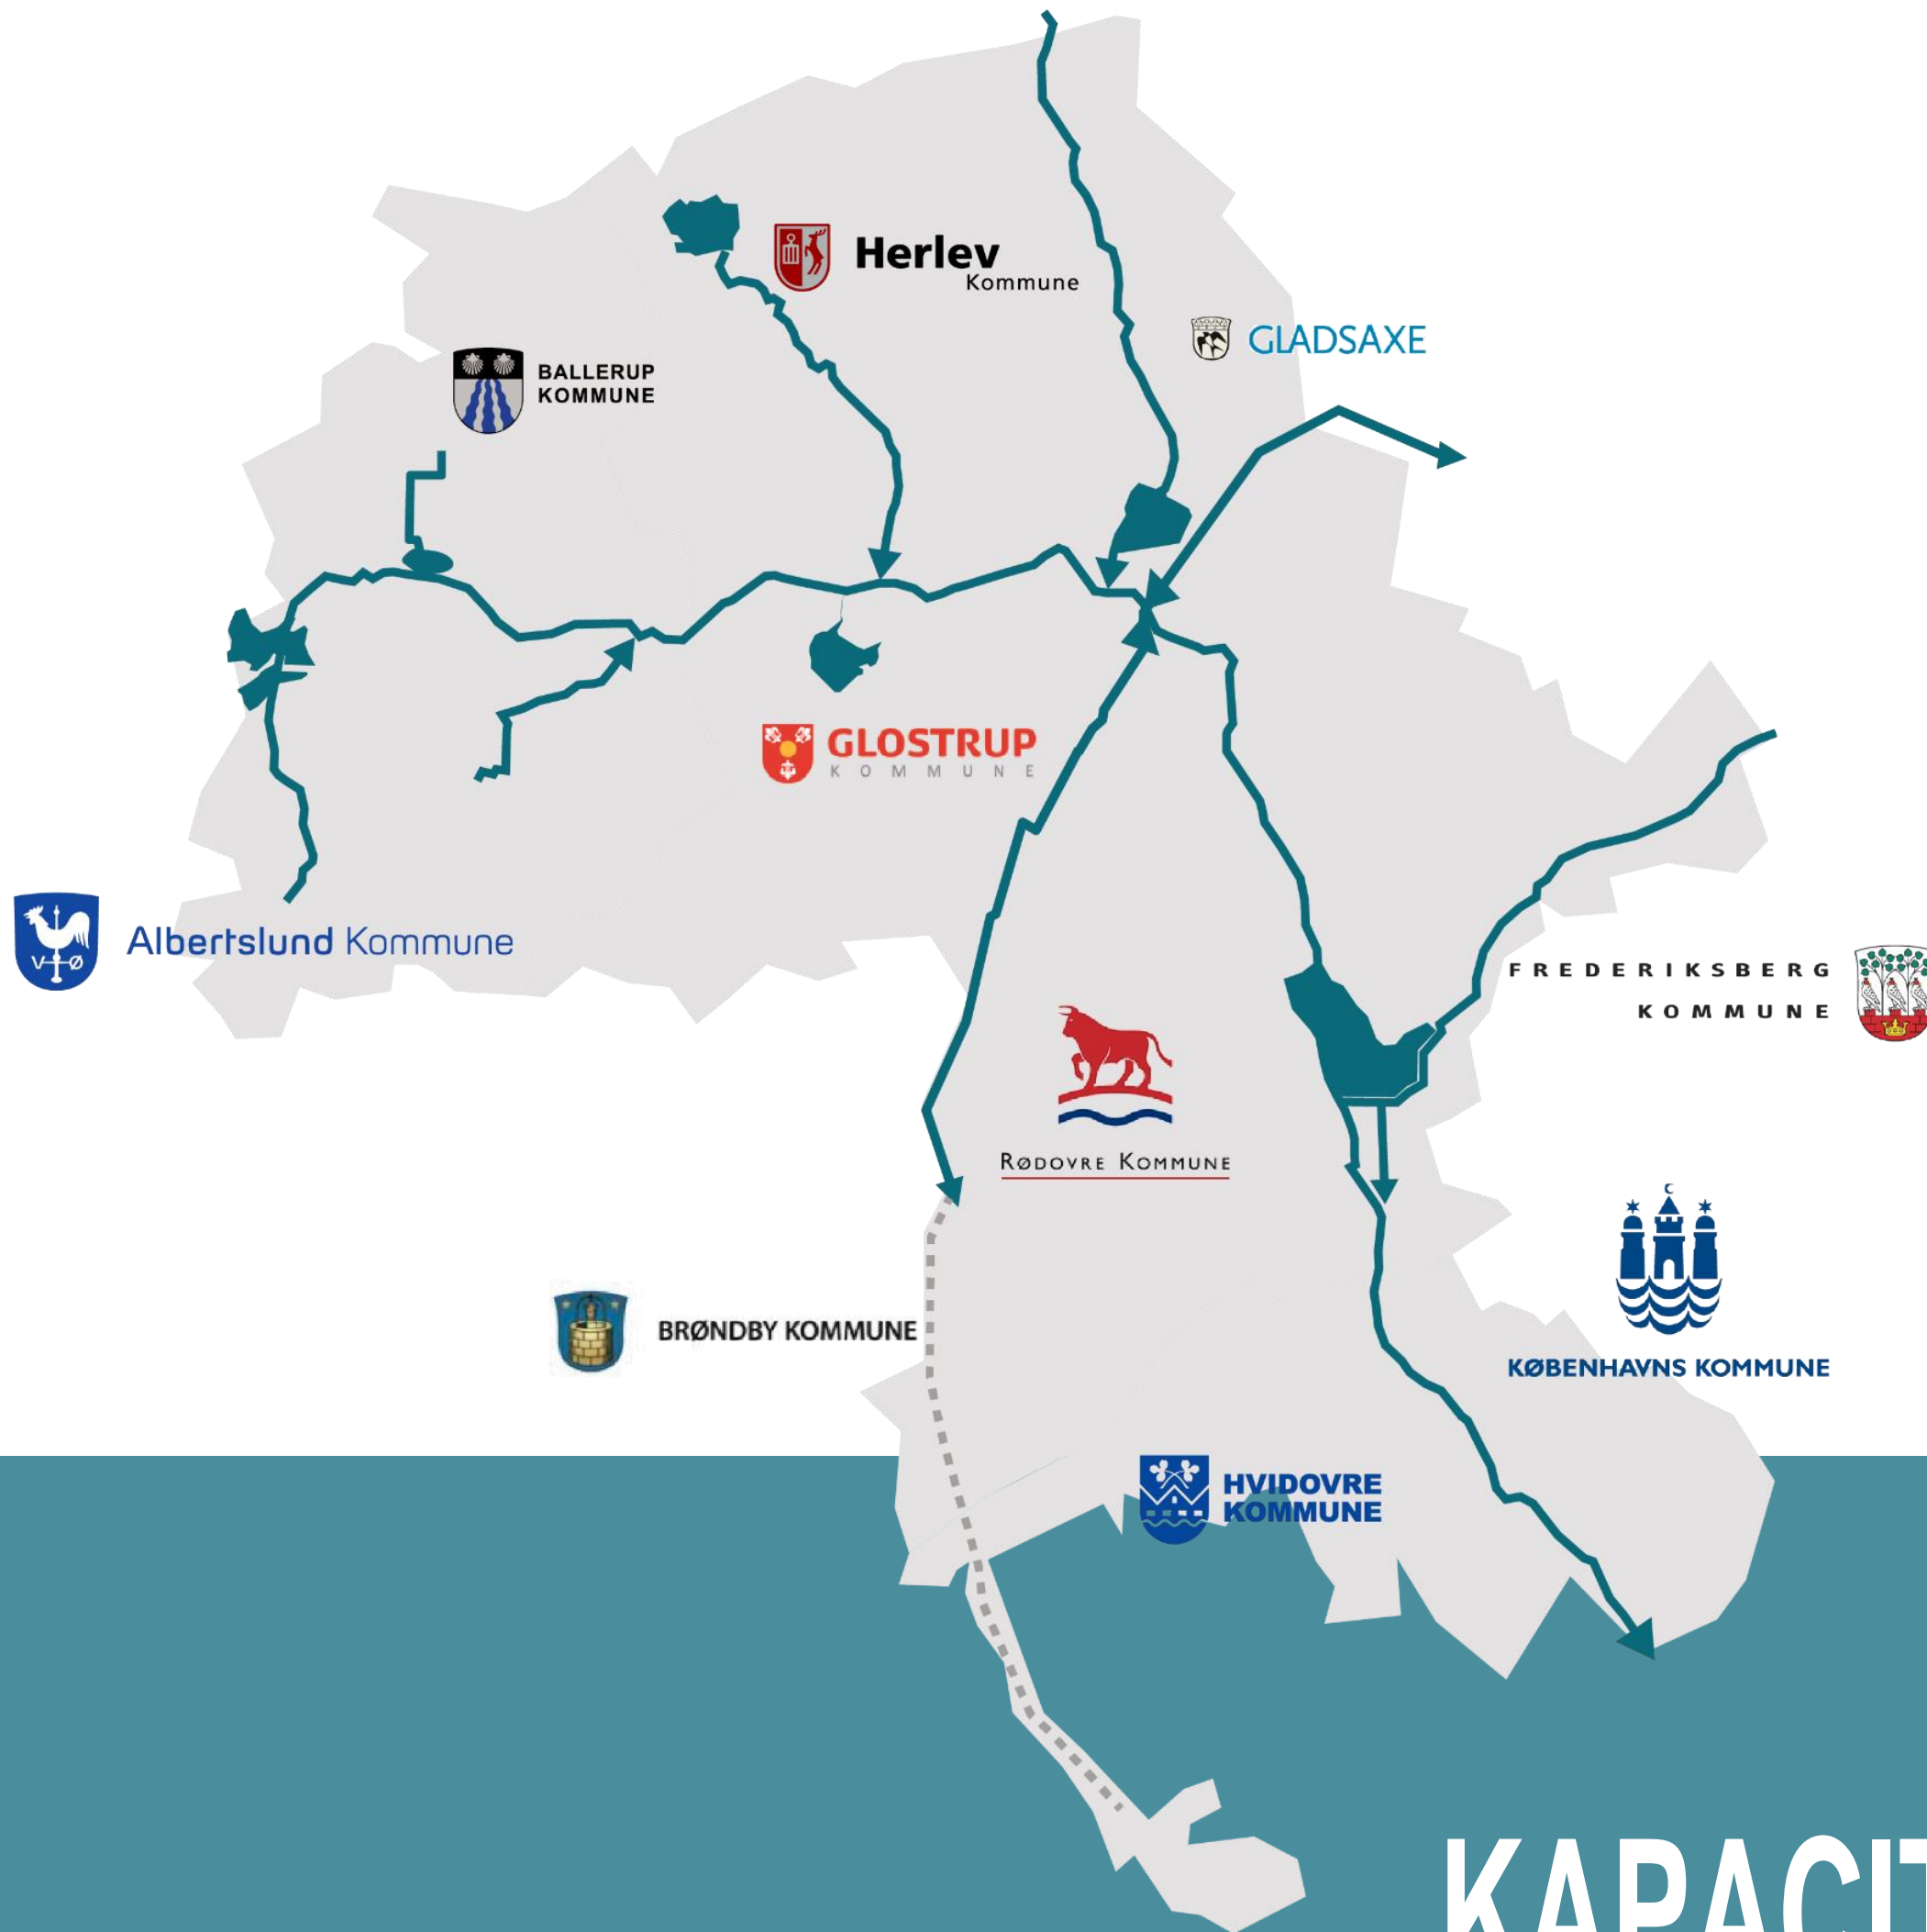 Herlev
Kommune
GLADSAXE
BALLERUP
KOMMUNE
GLOSTRUP
KOMMUNE
V Ø
Albertslund Kommune
FREDERIKSBERG
KOMMUNE
RØDOVRE KOMMUNE
BRØNDBY KOMMUNE
KØBENHAVNS KOMMUNE
HVIDOVRE
KOMMUNE